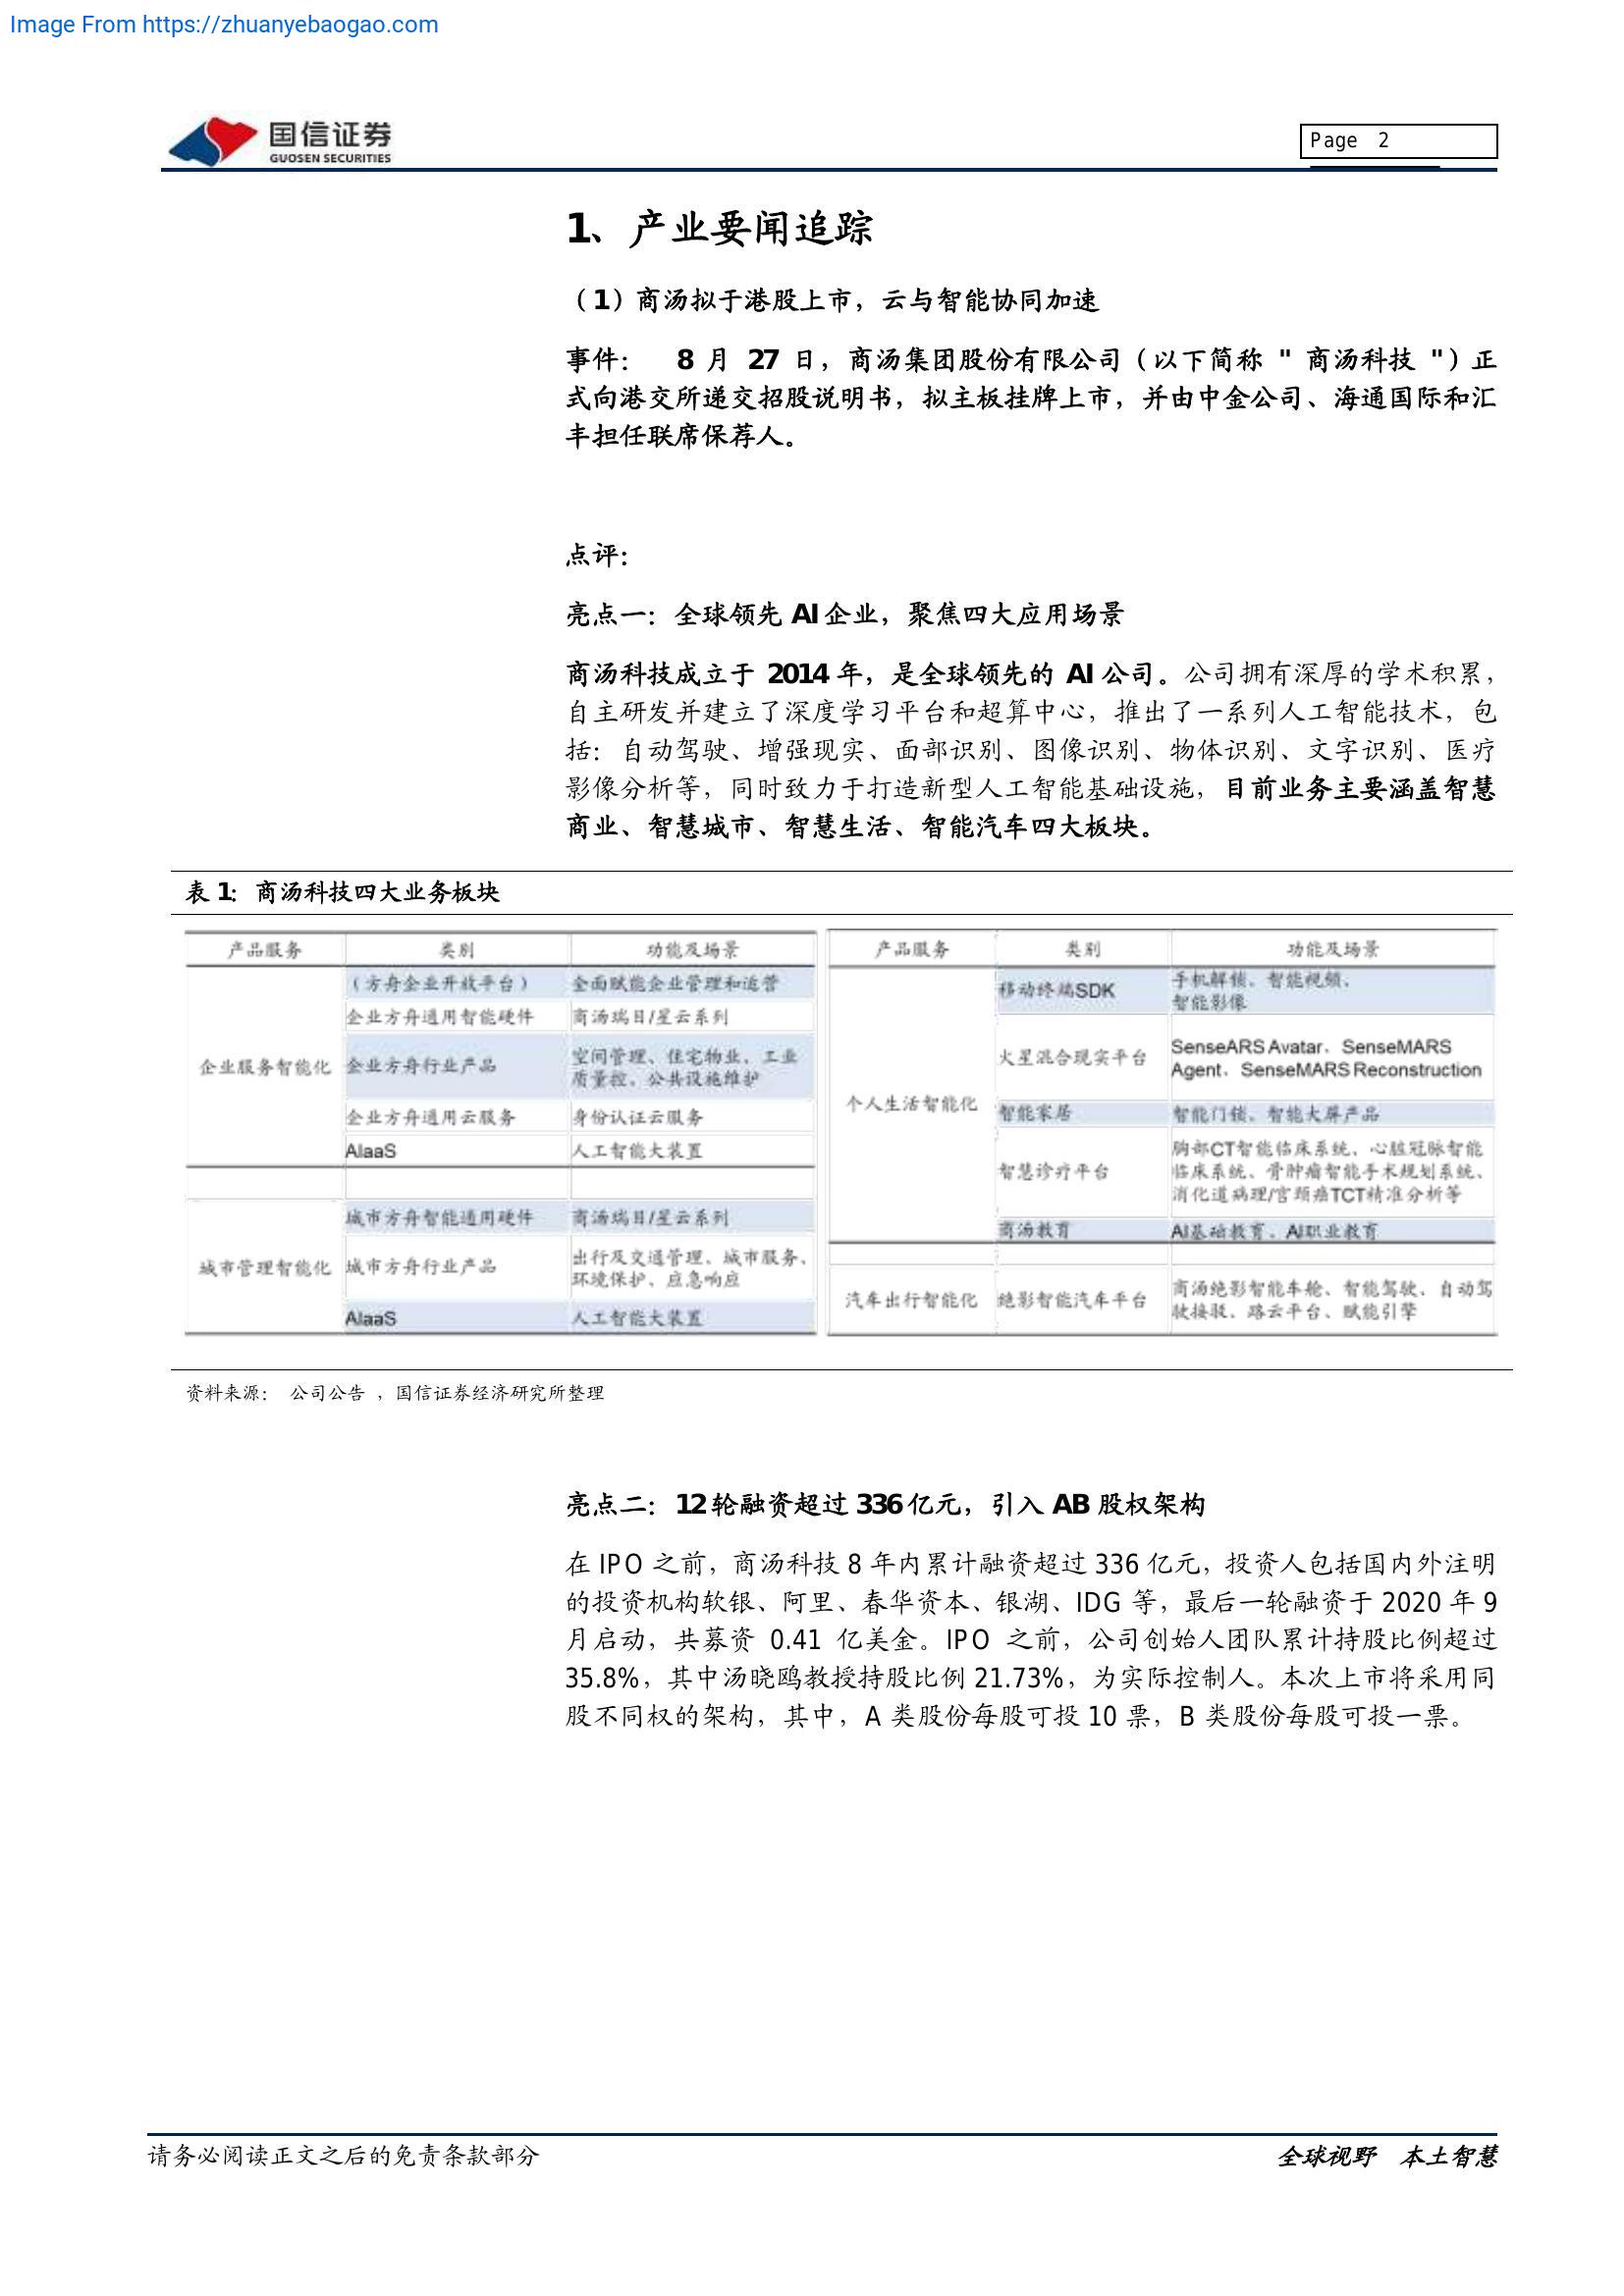 Image From https://zhuanyebaogao.com
国信证券
GUOSEN SECURITIES
Page 2
1、产业要闻追踪
（1）商汤拟于港股上市，云与智能协同加速
事件： 8 月 27 日，商汤集团股份有限公司（以下简称 " 商汤科技 "）正
式向港交所递交招股说明书，拟主板挂牌上市，并由中金公司、海通国际和汇
丰担任联席保荐人。
点评：
亮点一：全球领先 AI 企业，聚焦四大应用场景
商汤科技成立于 2014 年，是全球领先的 AI 公司。公司拥有深厚的学术积累，
自主研发并建立了深度学习平台和超算中心，推出了一系列人工智能技术，包
括：自动驾驶、增强现实、面部识别、图像识别、物体识别、文字识别、医疗
影像分析等，同时致力于打造新型人工智能基础设施，目前业务主要涵盖智慧
商业、智慧城市、智慧生活、智能汽车四大板块。
表 1：商汤科技四大业务板块
产品服务 类别 功能及场景
（方舟企业开放平台） 全面赋能企业管理和运营
企业方舟通用智能硬件 商汤瑞目/星云系列
企业服务智能化 企业方舟行业产品 空间管理、住宅物业、工业
质量控、公共设施维护
企业方舟通用云服务 身份认证云服务
AIaaS 人工智能大装置
城市方舟智能通用硬件 商汤瑞目/星云系列
城市管理智能化 城市方舟行业产品 出行及交通管理、城市服务、
环境保护、应急响应
AIaaS 人工智能大装置
产品服务 类别 功能及场景
移动终端SDK 手机解锁、智能视频、
智能影像
火星混合现实平台 SenseARS Avatar、SenseMARS
Agent、SenseMARS Reconstruction
个人生活智能化
智能家居 智能门锁、智能大屏产品
智慧诊疗平台 胸部CT智能临床系统、心脏冠脉智能
临床系统、骨肿瘤智能手术规划系统、
消化道病理/宫颈癌TCT精准分析等
商汤教育 AI基础教育、AI职业教育
汽车出行智能化 绝影智能汽车平台 商汤绝影智能车舱、智能驾驶、自动驾
驶接驳、路云平台、赋能引擎
资料来源： 公司公告 ，国信证券经济研究所整理
亮点二：12 轮融资超过 336 亿元，引入 AB 股权架构
在 IPO 之前，商汤科技 8 年内累计融资超过 336 亿元，投资人包括国内外注明
的投资机构软银、阿里、春华资本、银湖、IDG 等，最后一轮融资于 2020 年 9
月启动，共募资 0.41 亿美金。IPO 之前，公司创始人团队累计持股比例超过
35.8%，其中汤晓鸥教授持股比例 21.73%，为实际控制人。本次上市将采用同
股不同权的架构，其中，A 类股份每股可投 10 票，B 类股份每股可投一票。
请务必阅读正文之后的免责条款部分
全球视野 本土智慧